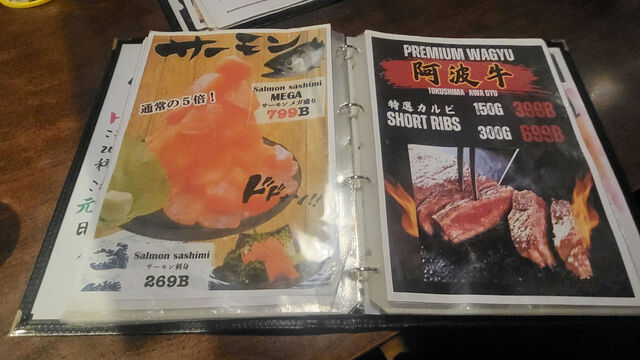 サーモン
通常の5倍！
Salmon sashimi
MEGA
サーモン メガ盛り
799B
Salmon sashimi
サーモン刺身
269B
PREMIUM WAGYU
阿波牛
TOKUSHIMA AWA GYU
特選カルビ 150G 399B
SHORT RIBS
300G 699B